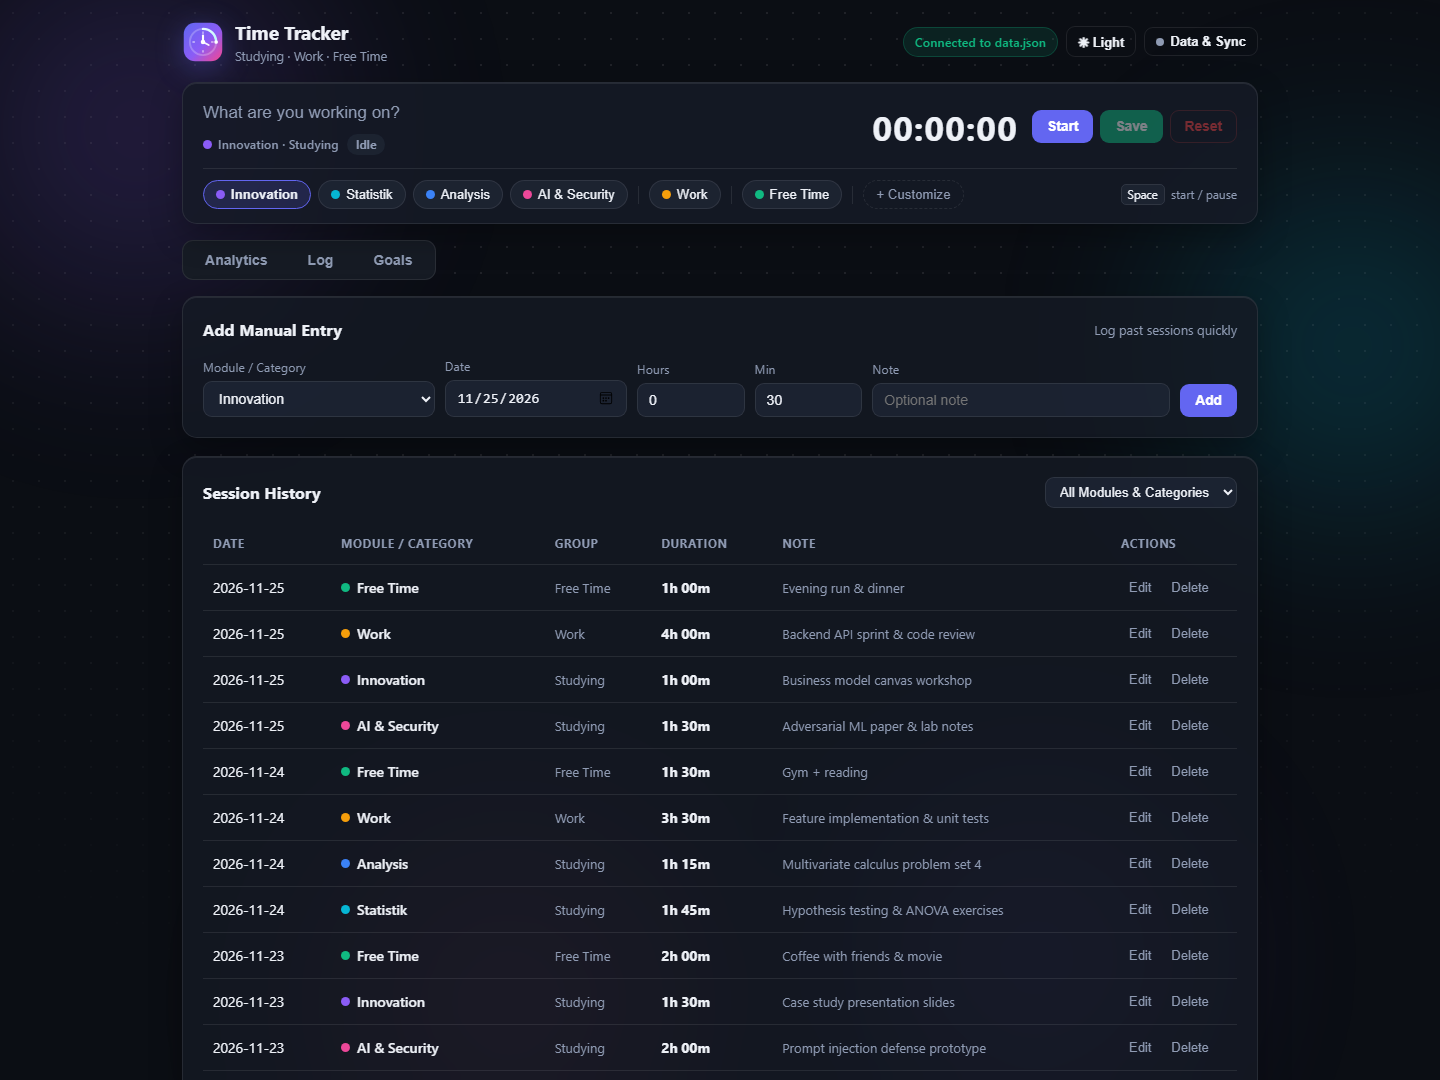 Time Tracker
Studying · Work · Free Time
Connected to data.json
☀ Light
Data & Sync
What are you working on?
Innovation · Studying Idle
00:00:00
Start Save Reset
Innovation Statistik Analysis AI & Security Work Free Time + Customize
Space start / pause
Analytics Log Goals
Add Manual Entry
Log past sessions quickly
Module / Category Date Hours Min Note
Innovation 11/25/2026 0 30 Optional note Add
Session History
All Modules & Categories
DATE MODULE / CATEGORY GROUP DURATION NOTE ACTIONS
2026-11-25 Free Time Free Time 1h 00m Evening run & dinner Edit Delete
2026-11-25 Work Work 4h 00m Backend API sprint & code review Edit Delete
2026-11-25 Innovation Studying 1h 00m Business model canvas workshop Edit Delete
2026-11-25 AI & Security Studying 1h 30m Adversarial ML paper & lab notes Edit Delete
2026-11-24 Free Time Free Time 1h 30m Gym + reading Edit Delete
2026-11-24 Work Work 3h 30m Feature implementation & unit tests Edit Delete
2026-11-24 Analysis Studying 1h 15m Multivariate calculus problem set 4 Edit Delete
2026-11-24 Statistik Studying 1h 45m Hypothesis testing & ANOVA exercises Edit Delete
2026-11-23 Free Time Free Time 2h 00m Coffee with friends & movie Edit Delete
2026-11-23 Innovation Studying 1h 30m Case study presentation slides Edit Delete
2026-11-23 AI & Security Studying 2h 00m Prompt injection defense prototype Edit Delete